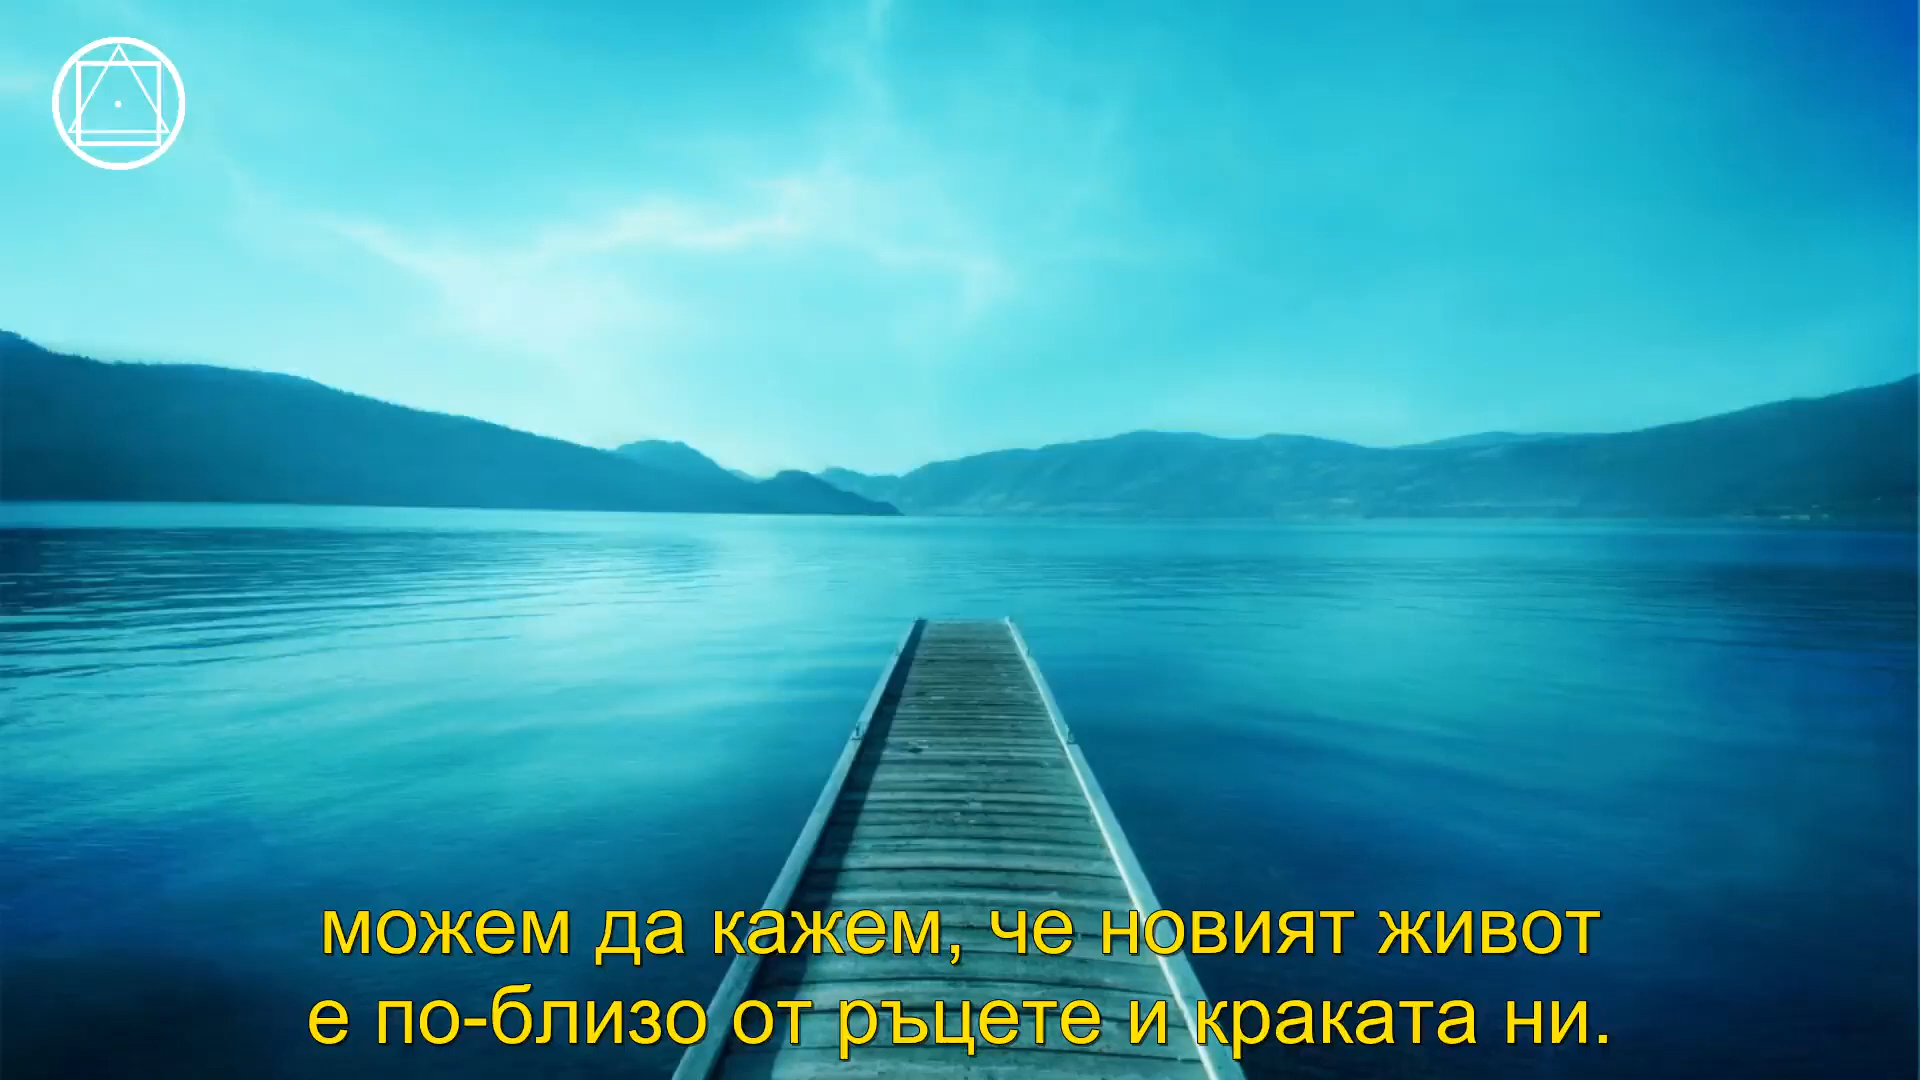 можем да кажем, че новият живот
е по-близо от ръцете и краката ни.